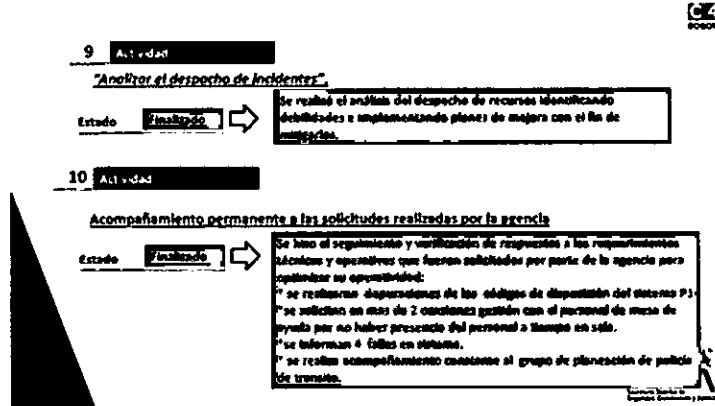 C4
9 Actividad
"Analizar el despacho de incidentes".
Estado Finalizado
Se realizó el análisis del despacho de recursos identificando
debilidades e implementando planes de mejora con el fin de
mitigarlos.
10 Actividad
Acompañamiento permanente a las solicitudes realizadas por la agencia
Estado Finalizado
Se hizo el seguimiento y verificación de respuestas a los requerimientos
técnicos y operativos que fueron solicitados por parte de la agencia para
optimizar su operatividad:
* se realizaron depuraciones de los códigos de disposición del sistema
*se solicito en mas de 2 ocasiones gestión con el personal de mesa de
ayuda por no haber presencia del personal a tiempo en sala.
*se informan 4 fallas en sistema.
* se realizo acompañamiento constante al grupo de planeación de policía
de transito.